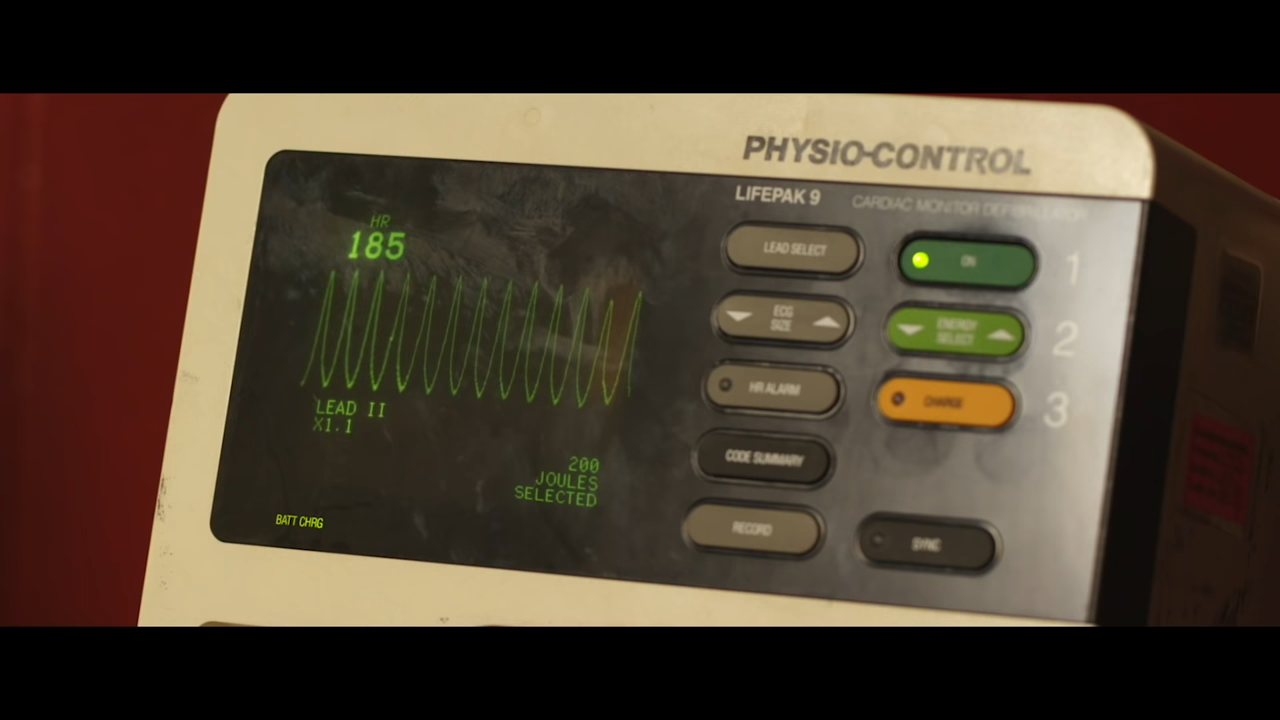 PHYSIO-CONTROL
LIFEPAK 9
CARDIAC MONITOR DEFIBRILLATOR
HR
185
LEAD II
X1.1
200
JOULES
SELECTED
BATT CHRG
LEAD SELECT
ON
1
ECG
SIZE
ENERGY
SELECT
2
HR ALARM
CHARGE
3
CODE SUMMARY
RECORD
SYNC